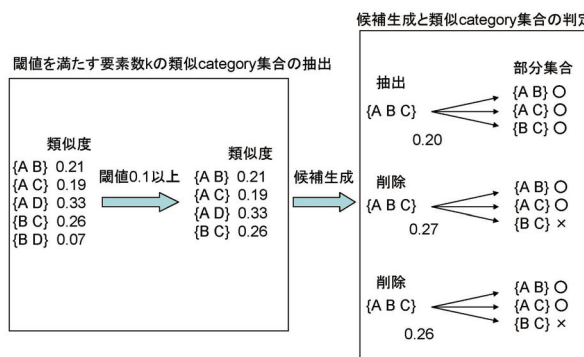 閾値を満たす要素数kの類似category集合の抽出
類似度
{A B} 0.21
{A C} 0.19
{A D} 0.33
{B C} 0.26
{B D} 0.07
閾値0.1以上
類似度
{A B} 0.21
{A C} 0.19
{A D} 0.33
{B C} 0.26
候補生成
候補生成と類似category集合の判定
抽出
{A B C}
0.20
部分集合
{A B} ○
{A C} ○
{B C} ○
削除
{A B C}
0.27
{A B} ○
{A C} ○
{B C} ×
削除
{A B C}
0.26
{A B} ○
{A C} ○
{B C} ×